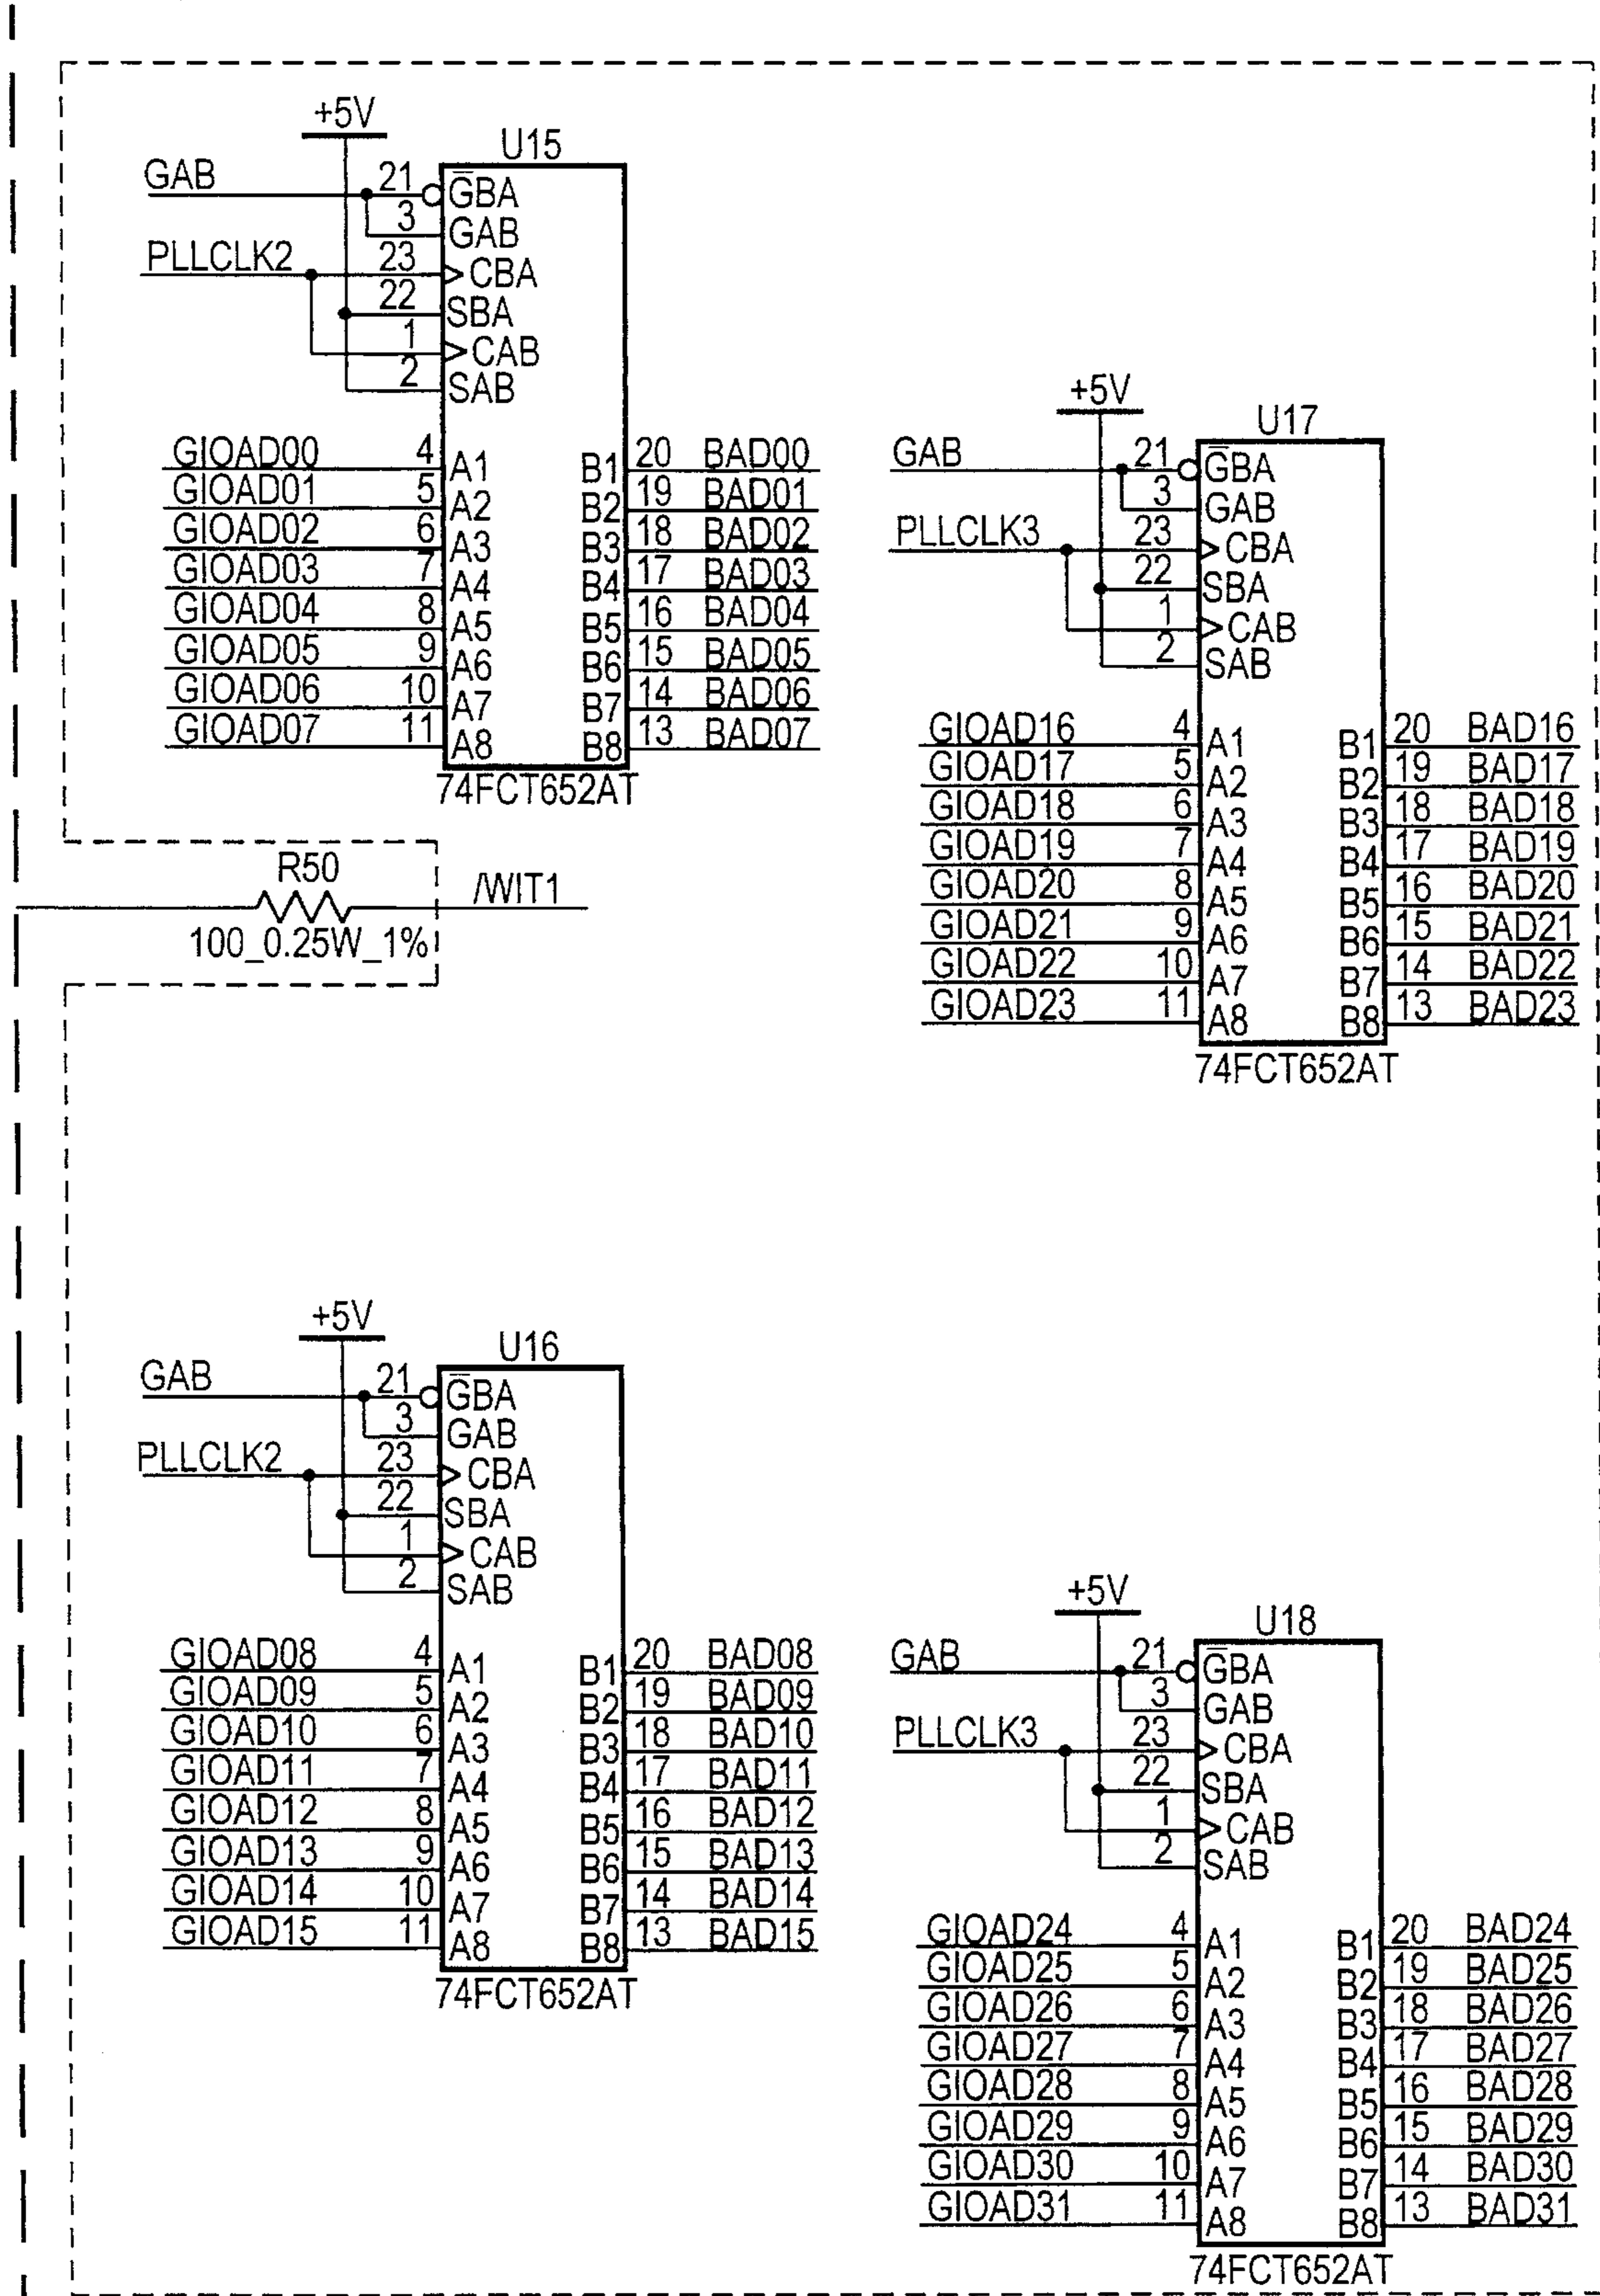 +5V
U15
GAB 21 G̅BA
3 GAB
PLLCLK2 23 CBA
22 SBA
1 CAB
2 SAB
GIOAD00 4 A1 B1 20 BAD00
GIOAD01 5 A2 B2 19 BAD01
GIOAD02 6 A3 B3 18 BAD02
GIOAD03 7 A4 B4 17 BAD03
GIOAD04 8 A5 B5 16 BAD04
GIOAD05 9 A6 B6 15 BAD05
GIOAD06 10 A7 B7 14 BAD06
GIOAD07 11 A8 B8 13 BAD07
74FCT652AT
R50
/WIT1
100_0.25W_1%
+5V
U17
GAB 21 G̅BA
3 GAB
PLLCLK3 23 CBA
22 SBA
1 CAB
2 SAB
GIOAD16 4 A1 B1 20 BAD16
GIOAD17 5 A2 B2 19 BAD17
GIOAD18 6 A3 B3 18 BAD18
GIOAD19 7 A4 B4 17 BAD19
GIOAD20 8 A5 B5 16 BAD20
GIOAD21 9 A6 B6 15 BAD21
GIOAD22 10 A7 B7 14 BAD22
GIOAD23 11 A8 B8 13 BAD23
74FCT652AT
+5V
U16
GAB 21 G̅BA
3 GAB
PLLCLK2 23 CBA
22 SBA
1 CAB
2 SAB
GIOAD08 4 A1 B1 20 BAD08
GIOAD09 5 A2 B2 19 BAD09
GIOAD10 6 A3 B3 18 BAD10
GIOAD11 7 A4 B4 17 BAD11
GIOAD12 8 A5 B5 16 BAD12
GIOAD13 9 A6 B6 15 BAD13
GIOAD14 10 A7 B7 14 BAD14
GIOAD15 11 A8 B8 13 BAD15
74FCT652AT
+5V
U18
GAB 21 G̅BA
3 GAB
PLLCLK3 23 CBA
22 SBA
1 CAB
2 SAB
GIOAD24 4 A1 B1 20 BAD24
GIOAD25 5 A2 B2 19 BAD25
GIOAD26 6 A3 B3 18 BAD26
GIOAD27 7 A4 B4 17 BAD27
GIOAD28 8 A5 B5 16 BAD28
GIOAD29 9 A6 B6 15 BAD29
GIOAD30 10 A7 B7 14 BAD30
GIOAD31 11 A8 B8 13 BAD31
74FCT652AT